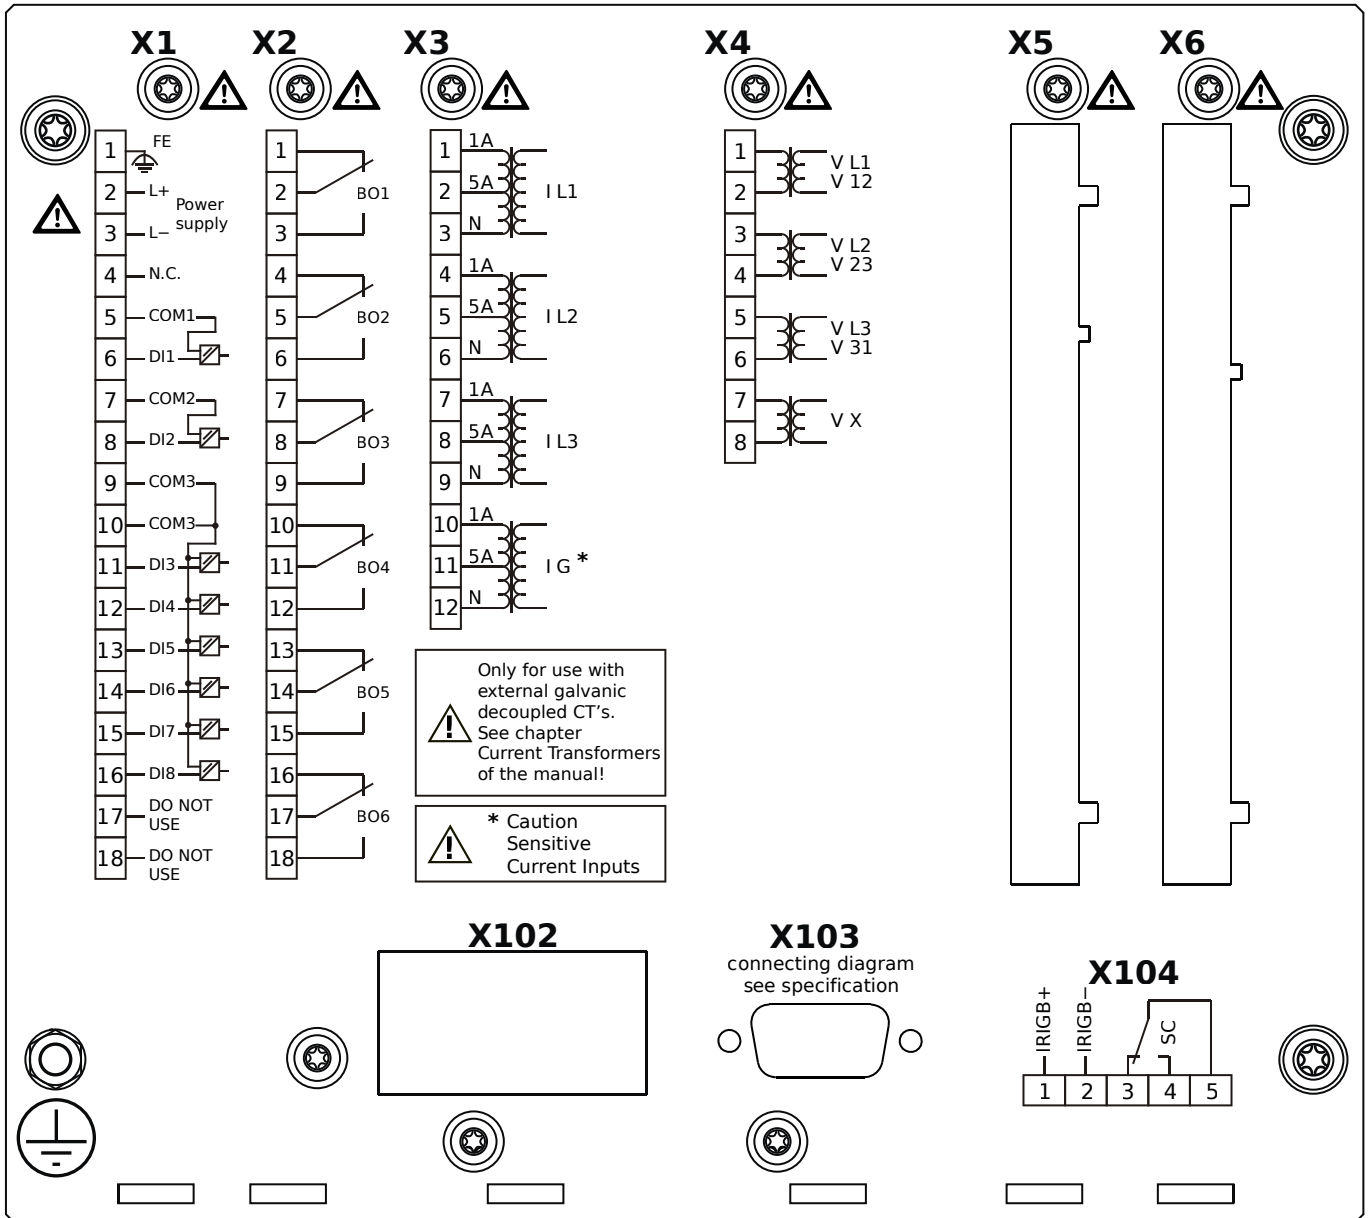 X1
X2
X3
X4
X5
X6
1 FE
2 L+
Power
supply
3 L−
4 N.C.
5 COM1
6 DI1
7 COM2
8 DI2
9 COM3
10 COM3
11 DI3
12 DI4
13 DI5
14 DI6
15 DI7
16 DI8
17 DO NOT
USE
18 DO NOT
USE
1
2 BO1
3
4
5 BO2
6
7
8 BO3
9
10
11 BO4
12
13
14 BO5
15
16
17 BO6
18
1 1A
2 5A I L1
3 N
4 1A
5 5A I L2
6 N
7 1A
8 5A I L3
9 N
10 1A
11 5A I G *
12 N
Only for use with
external galvanic
decoupled CT's.
See chapter
Current Transformers
of the manual!
* Caution
Sensitive
Current Inputs
1 V L1
2 V 12
3 V L2
4 V 23
5 V L3
6 V 31
7 V X
8
X102
X103
connecting diagram
see specification
X104
IRIGB+
IRIGB−
SC
1 2 3 4 5